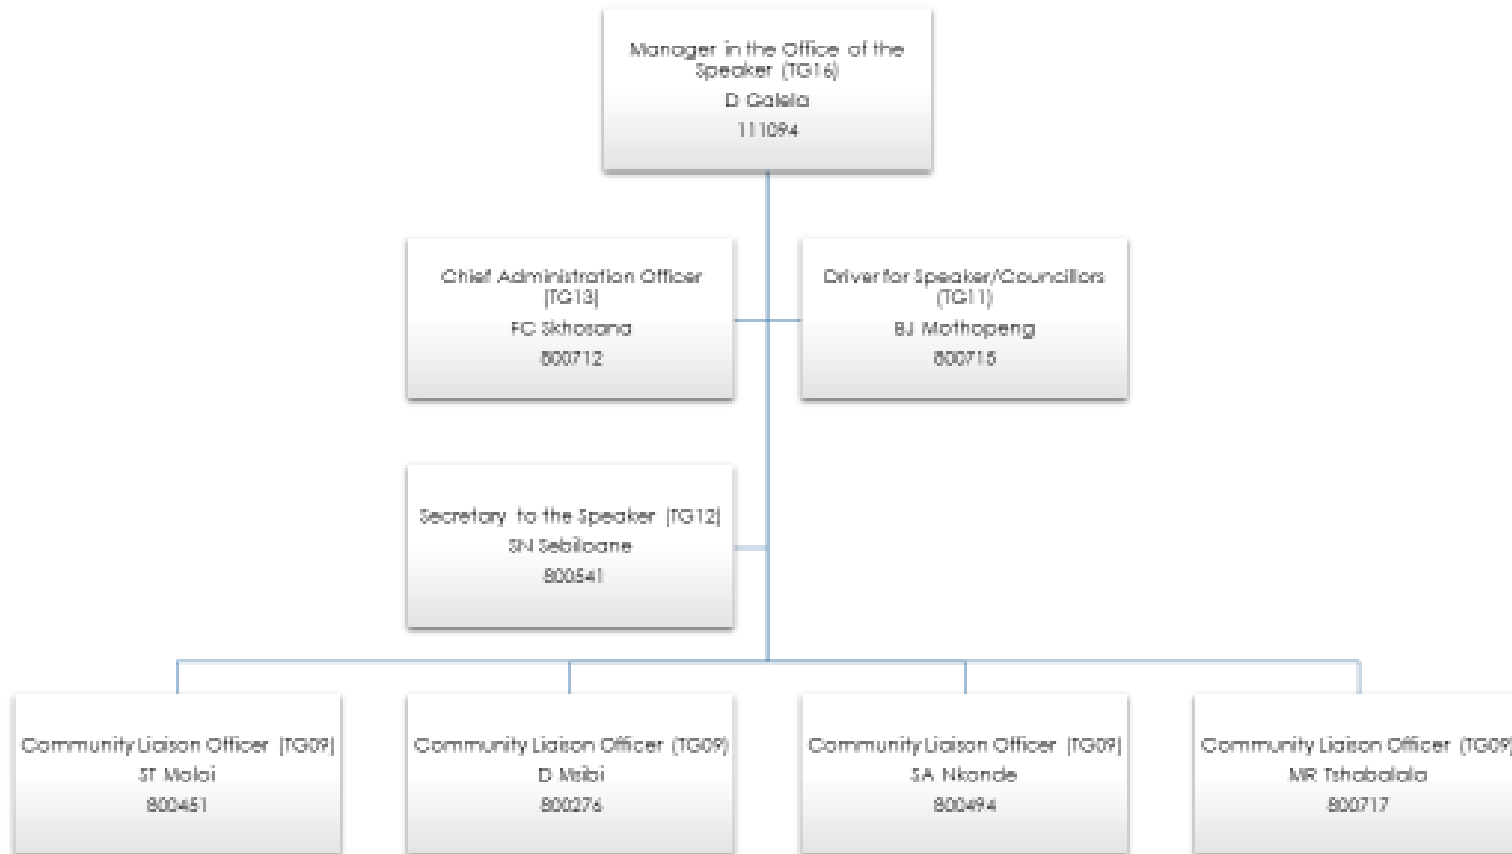 Manager in the Office of the
Speaker (TG16)
D Galela
111094
Chief Administration Officer
(TG13)
FC Skhosana
800712
Driver for Speaker/Councillors
(TG11)
BJ Mothopeng
800715
Secretary to the Speaker (TG12)
SN Sebiloane
800541
Community Liaison Officer (TG09)
ST Moloi
800451
Community Liaison Officer (TG09)
D Msibi
800276
Community Liaison Officer (TG09)
SA Nkonde
800494
Community Liaison Officer (TG09)
MR Tshabalala
800717